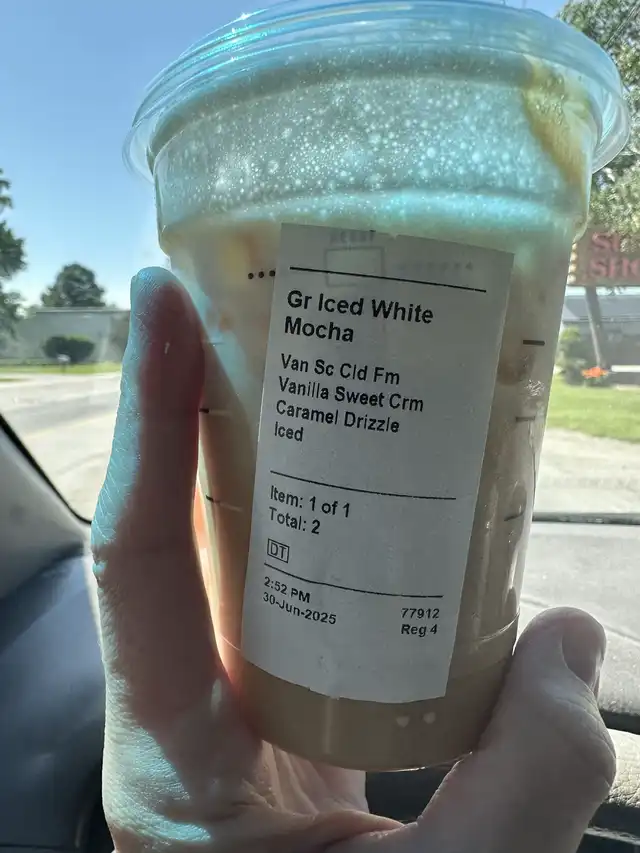 Gr Iced White
Mocha
Van Sc Cld Fm
Vanilla Sweet Crm
Caramel Drizzle
Iced
Item: 1 of 1
Total: 2
DT
2:52 PM
30-Jun-2025
77912
Reg 4